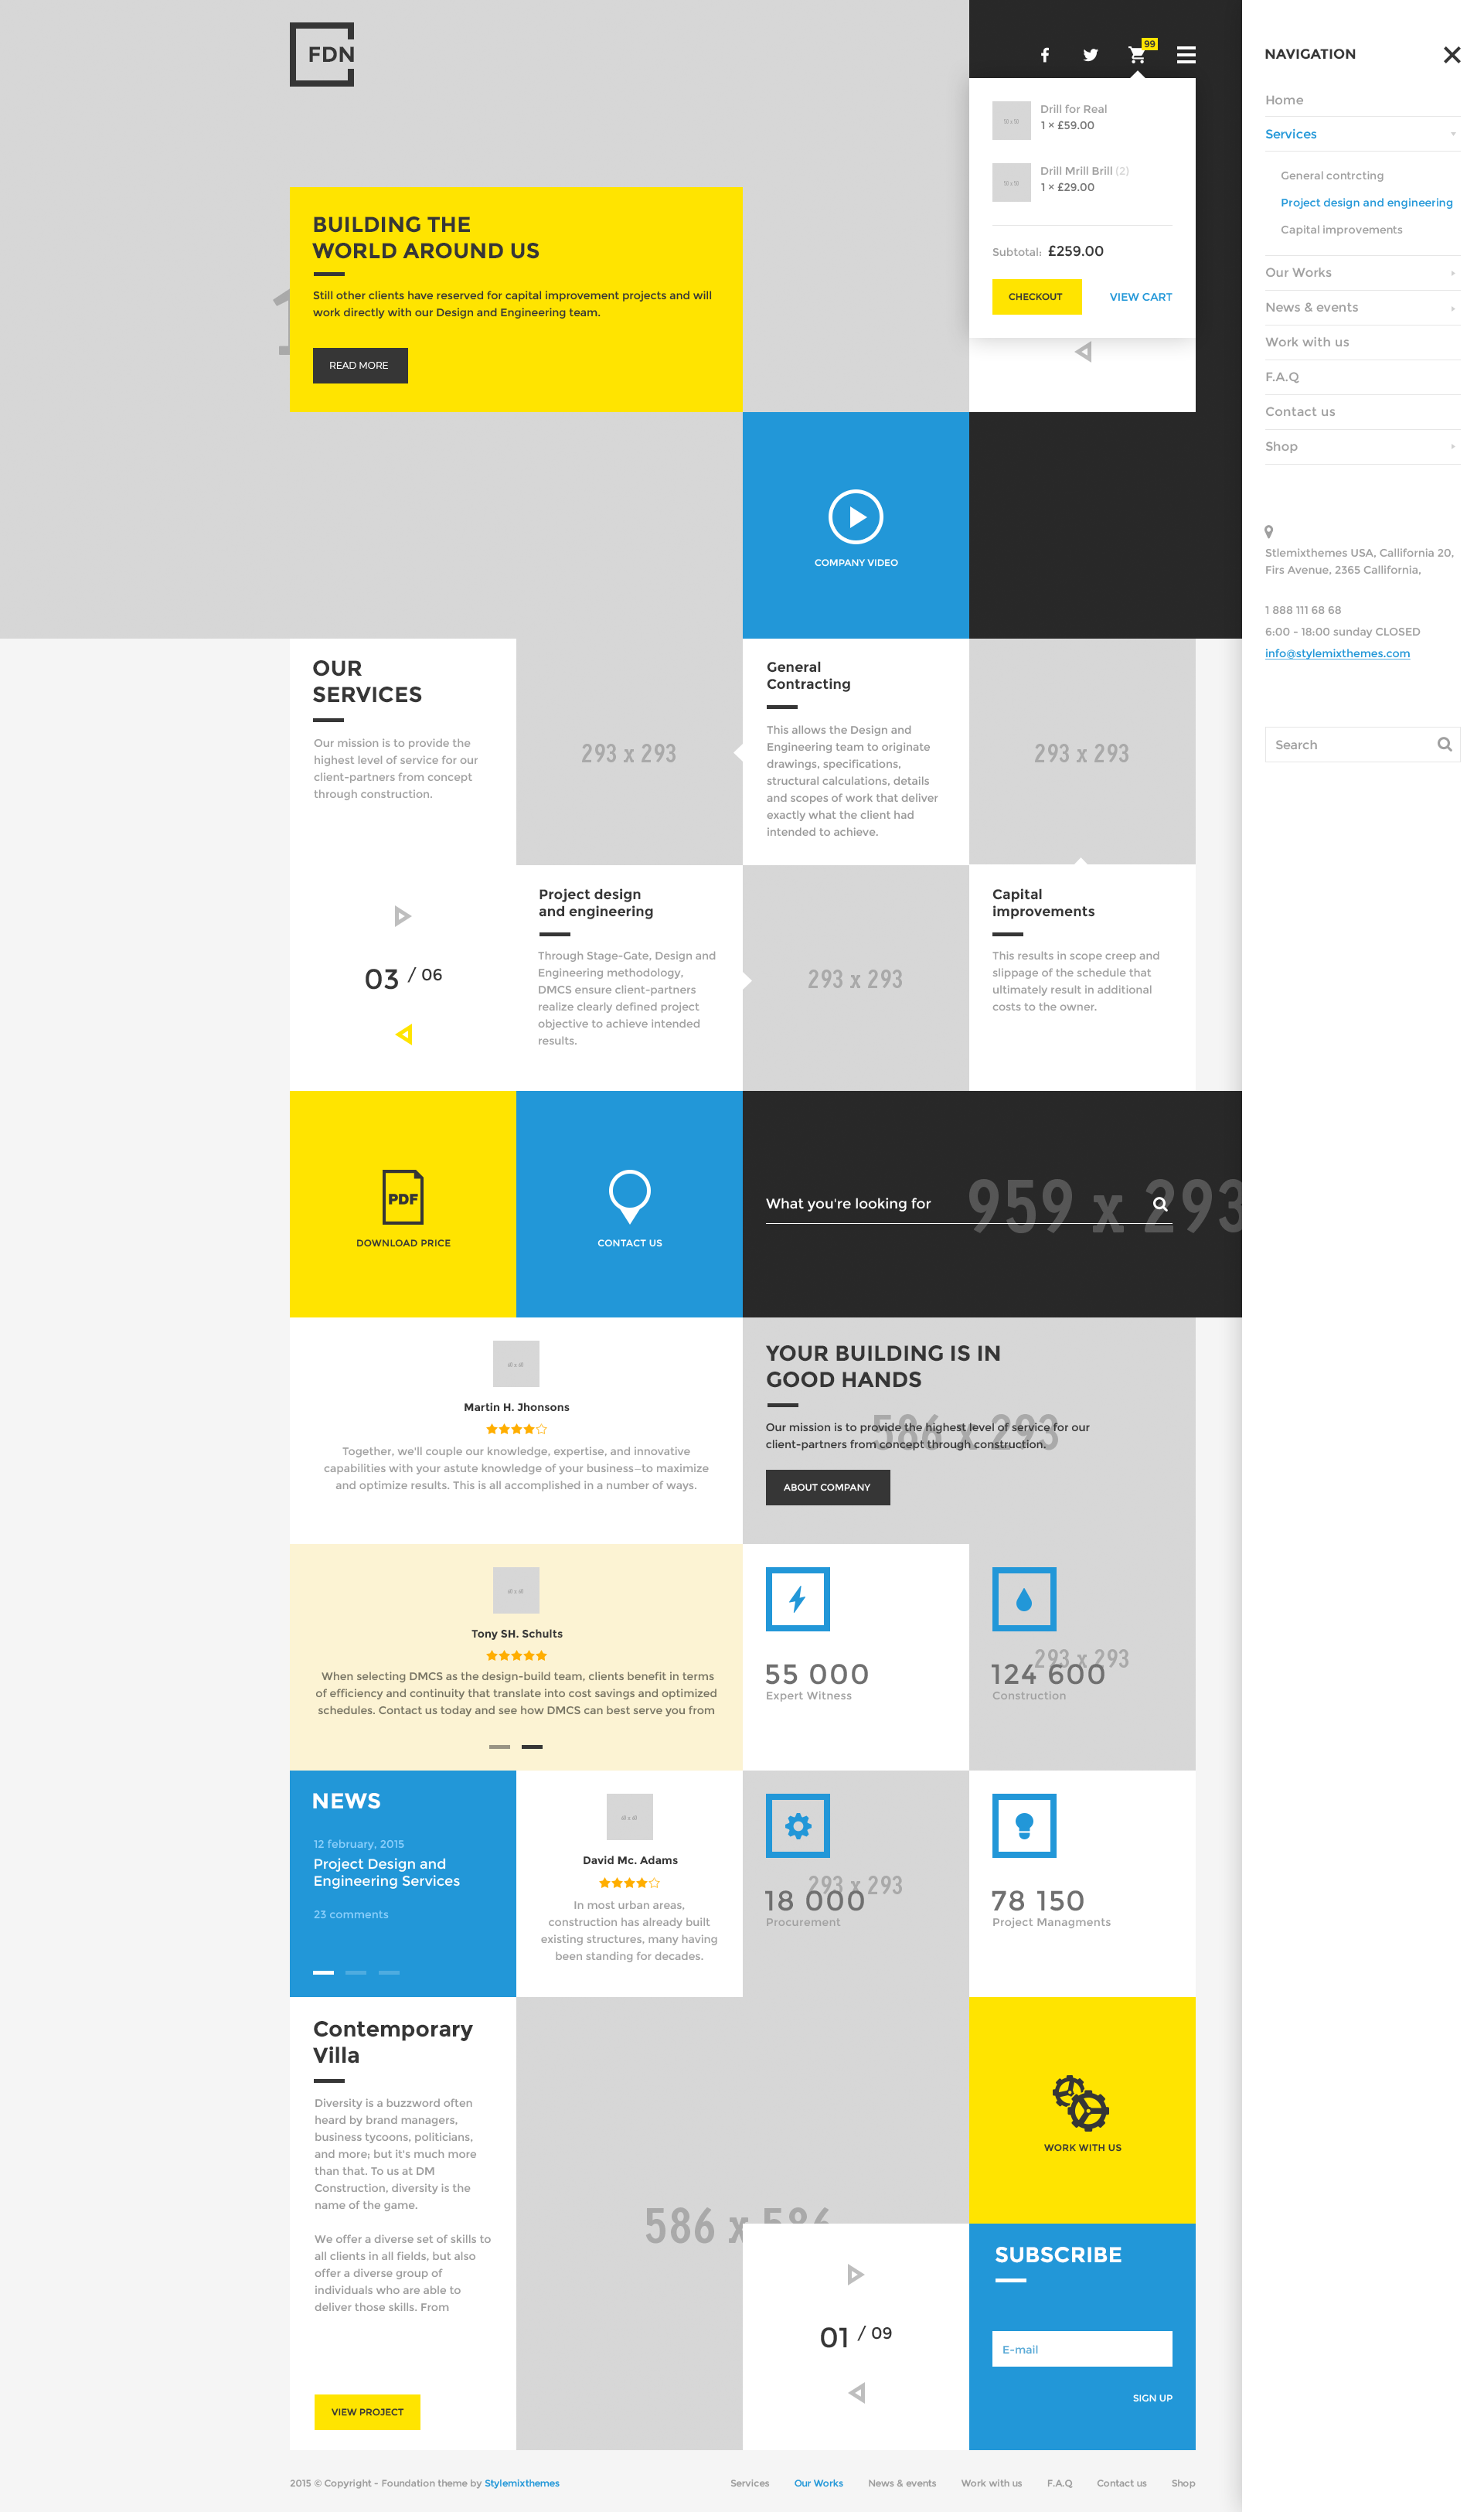 FDN
99
Drill for Real
1 × £59.00
Drill Mrill Brill (2)
1 × £29.00
Subtotal: £259.00
CHECKOUT
VIEW CART
BUILDING THE
WORLD AROUND US
Still other clients have reserved for capital improvement projects and will
work directly with our Design and Engineering team.
READ MORE
1
COMPANY VIDEO
NAVIGATION
Home
Services
General contrcting
Project design and engineering
Capital improvements
Our Works
News & events
Work with us
F.A.Q
Contact us
Shop
Stlemixthemes USA, Callifornia 20,
Firs Avenue, 2365 Callifornia,
1 888 111 68 68
6:00 - 18:00 sunday CLOSED
info@stylemixthemes.com
Search
OUR
SERVICES
Our mission is to provide the
highest level of service for our
client-partners from concept
through construction.
293 x 293
General
Contracting
This allows the Design and
Engineering team to originate
drawings, specifications,
structural calculations, details
and scopes of work that deliver
exactly what the client had
intended to achieve.
293 x 293
03 / 06
Project design
and engineering
Through Stage-Gate, Design and
Engineering methodology,
DMCS ensure client-partners
realize clearly defined project
objective to achieve intended
results.
293 x 293
Capital
improvements
This results in scope creep and
slippage of the schedule that
ultimately result in additional
costs to the owner.
PDF
DOWNLOAD PRICE
CONTACT US
What you're looking for
959 x 293
Martin H. Jhonsons
Together, we'll couple our knowledge, expertise, and innovative
capabilities with your astute knowledge of your business—to maximize
and optimize results. This is all accomplished in a number of ways.
YOUR BUILDING IS IN
GOOD HANDS
586 x 293
Our mission is to provide the highest level of service for our
client-partners from concept through construction.
ABOUT COMPANY
Tony SH. Schults
When selecting DMCS as the design-build team, clients benefit in terms
of efficiency and continuity that translate into cost savings and optimized
schedules. Contact us today and see how DMCS can best serve you from
55 000
Expert Witness
293 x 293
124 600
Construction
NEWS
12 february, 2015
Project Design and
Engineering Services
23 comments
David Mc. Adams
In most urban areas,
construction has already built
existing structures, many having
been standing for decades.
293 x 293
18 000
Procurement
78 150
Project Managments
Contemporary
Villa
Diversity is a buzzword often
heard by brand managers,
business tycoons, politicians,
and more; but it's much more
than that. To us at DM
Construction, diversity is the
name of the game.
We offer a diverse set of skills to
all clients in all fields, but also
offer a diverse group of
individuals who are able to
deliver those skills. From
VIEW PROJECT
586 x 586
WORK WITH US
01 / 09
SUBSCRIBE
E-mail
SIGN UP
2015 © Copyright - Foundation theme by Stylemixthemes
Services Our Works News & events Work with us F.A.Q Contact us Shop